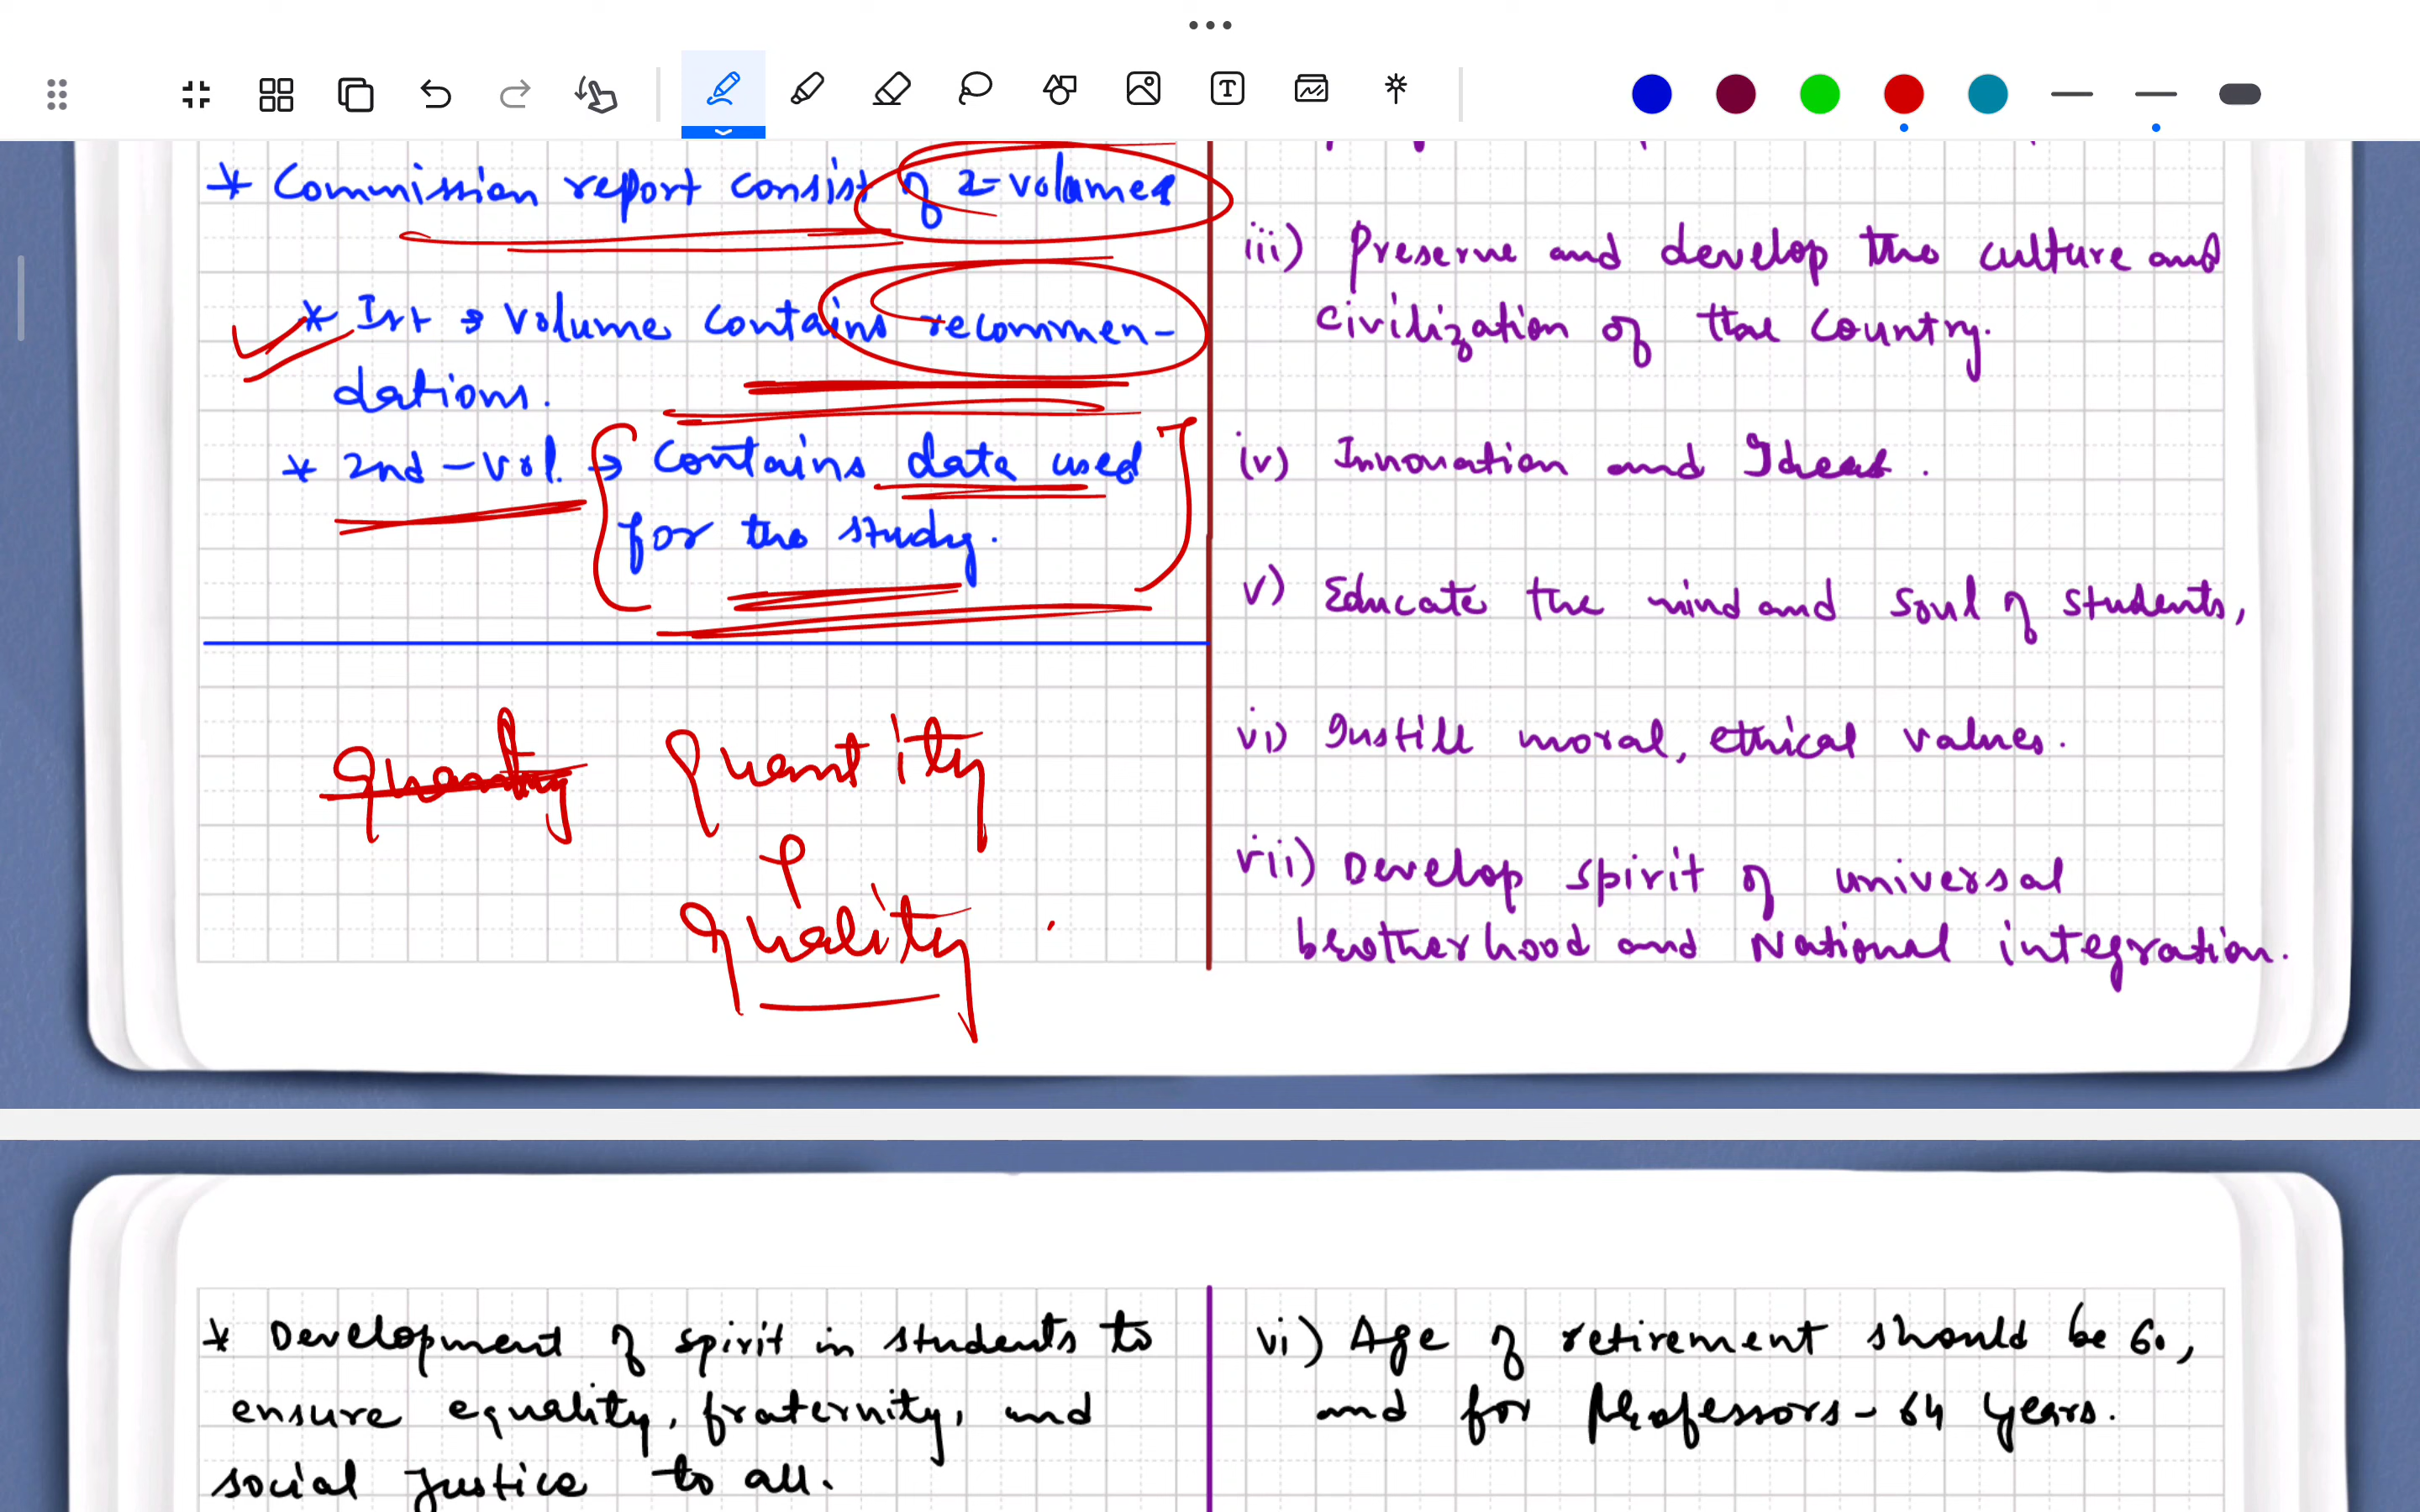 * Commission report consist of 2-volumes
* Ist → Volume contains recommen-
dations.
* 2nd - Vol. → Contains data used
for the study.
Quantity
Quality
iii) Preserve and develop the culture and
civilization of the country.
iv) Innovation and Ideas.
v) Educate the mind and soul of students,
vi) Instill moral, ethical values.
vii) Develop spirit of universal
brotherhood and National integration.
* Development of spirit in students to
ensure equality, fraternity, and
social justice to all.
vi) Age of retirement should be 60,
and for Professors - 64 years.